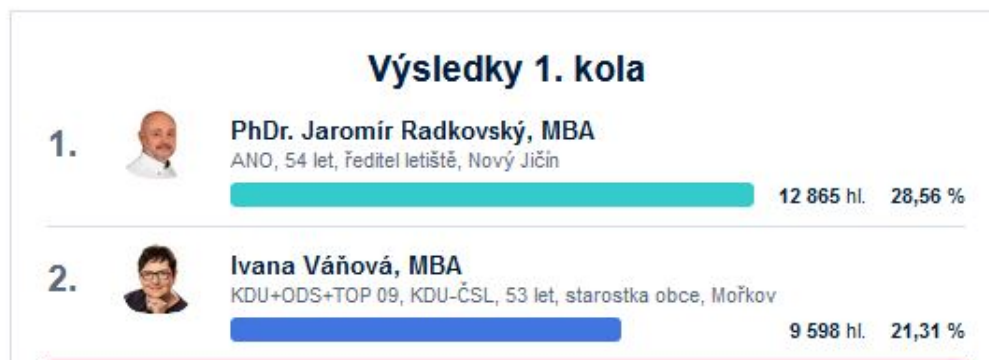 Výsledky 1. kola
1.
PhDr. Jaromír Radkovský, MBA
ANO, 54 let, ředitel letiště, Nový Jičín
12 865 hl. 28,56 %
2.
Ivana Váňová, MBA
KDU+ODS+TOP 09, KDU-ČSL, 53 let, starostka obce, Mořkov
9 598 hl. 21,31 %